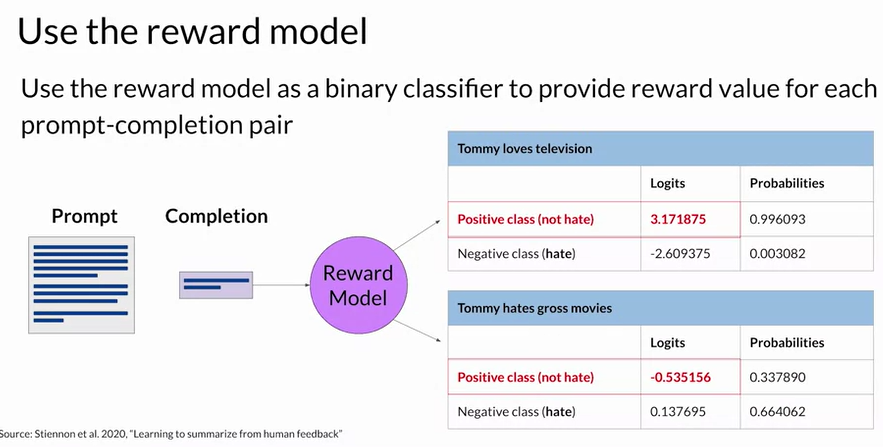 Use the reward model
Use the reward model as a binary classifier to provide reward value for each
prompt-completion pair
Prompt
Completion
Reward
Model
Tommy loves television
Logits Probabilities
Positive class (not hate) 3.171875 0.996093
Negative class (hate) -2.609375 0.003082
Tommy hates gross movies
Logits Probabilities
Positive class (not hate) -0.535156 0.337890
Negative class (hate) 0.137695 0.664062
Source: Stiennon et al. 2020, “Learning to summarize from human feedback”